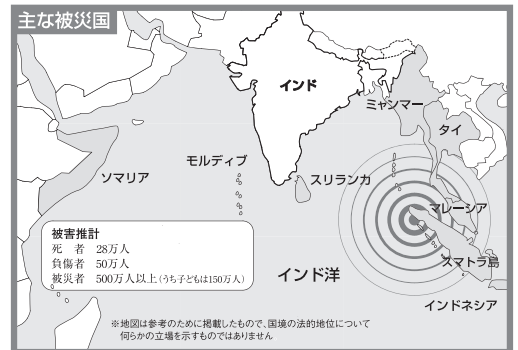 主な被災国
インド
ミャンマー
タイ
モルディブ
スリランカ
ソマリア
マレーシア
スマトラ島
インド洋
インドネシア
被害推計
死　者　28万人
負傷者　50万人
被災者　500万人以上(うち子どもは150万人)
※地図は参考のために掲載したもので、国境の法的地位について
何らかの立場を示すものではありません